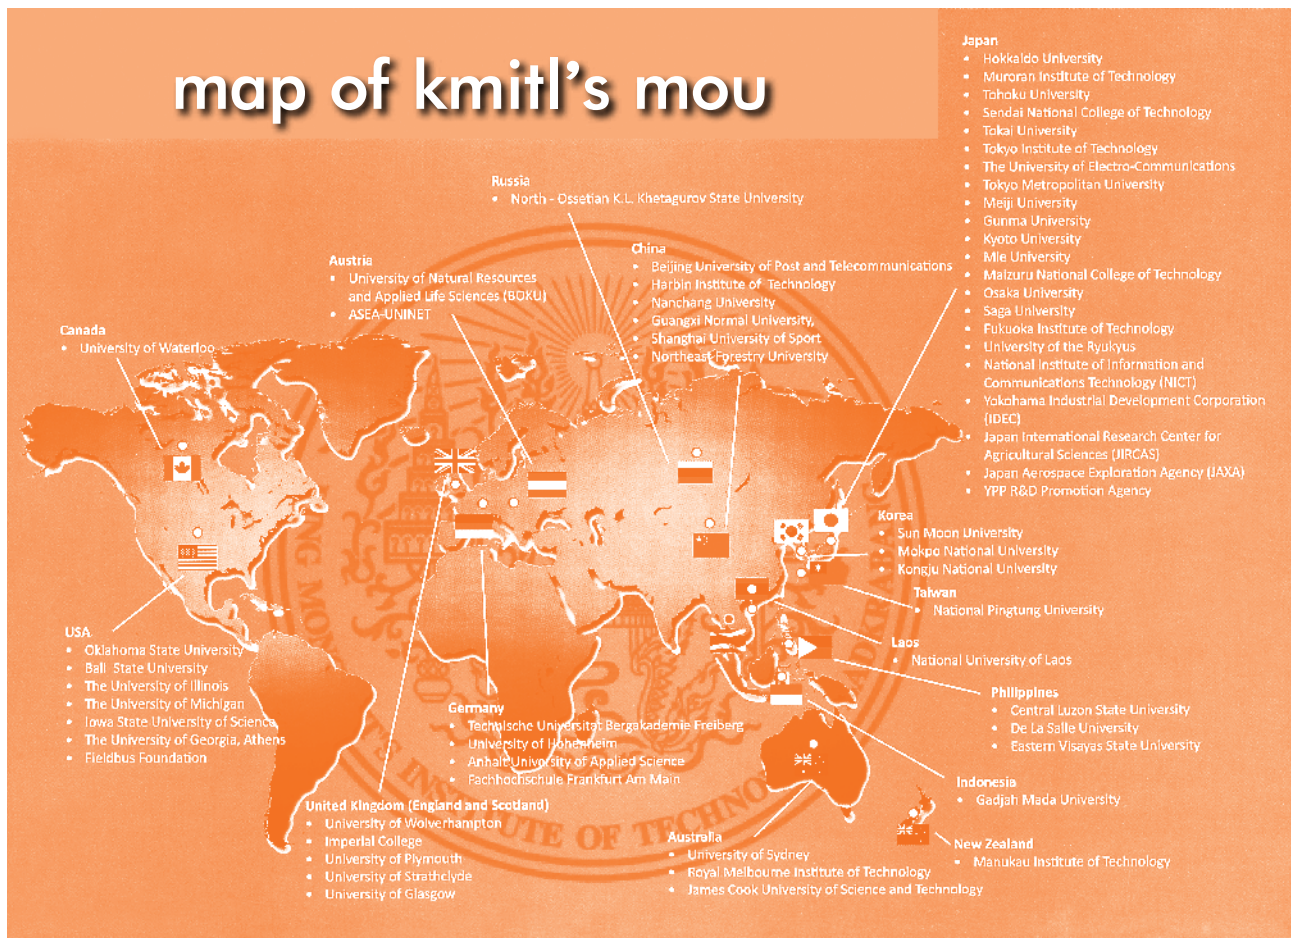 map of kmitl's mou
Japan
• Hokkaido University
• Muroran Institute of Technology
• Tohoku University
• Sendai National College of Technology
• Tokai University
• Tokyo Institute of Technology
• The University of Electro-Communications
• Tokyo Metropolitan University
• Meiji University
• Gunma University
• Kyoto University
• Mie University
• Maizuru National College of Technology
• Osaka University
• Saga University
• Fukuoka Institute of Technology
• University of the Ryukyus
• National Institute of Information and
Communications Technology (NICT)
• Yokohama Industrial Development Corporation
(IDEC)
• Japan International Research Center for
Agricultural Sciences (JIRCAS)
• Japan Aerospace Exploration Agency (JAXA)
• YPP R&D Promotion Agency
Russia
• North - Ossetian K.L. Khetagurov State University
China
• Beijing University of Post and Telecommunications
• Harbin Institute of Technology
• Nanchang University
• Guangxi Normal University,
• Shanghai University of Sport
• Northeast Forestry University
Austria
• University of Natural Resources
and Applied Life Sciences (BOKU)
• ASEA-UNINET
Canada
• University of Waterloo
Korea
• Sun Moon University
• Mokpo National University
• Kongju National University
Taiwan
• National Pingtung University
Laos
• National University of Laos
Philippines
• Central Luzon State University
• De La Salle University
• Eastern Visayas State University
USA
• Oklahoma State University
• Ball State University
• The University of Illinois
• The University of Michigan
• Iowa State University of Science,
• The University of Georgia, Athens
• Fieldbus Foundation
Germany
• Technische Universitat Bergakademie Freiberg
• University of Hohenheim
• Anhalt University of Applied Science
• Fachhochschule Frankfurt Am Main
Indonesia
• Gadjah Mada University
United Kingdom (England and Scotland)
• University of Wolverhampton
• Imperial College
• University of Plymouth
• University of Strathclyde
• University of Glasgow
Australia
• University of Sydney
• Royal Melbourne Institute of Technology
• James Cook University of Science and Technology
New Zealand
• Manukau Institute of Technology
INSTITUTE OF TECHNO